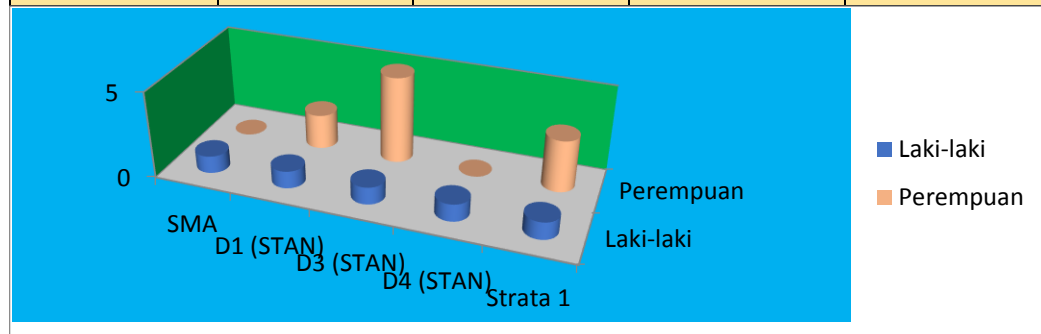 5
0
SMA
D1 (STAN)
D3 (STAN)
D4 (STAN)
Strata 1
Perempuan
Laki-laki
Laki-laki
Perempuan